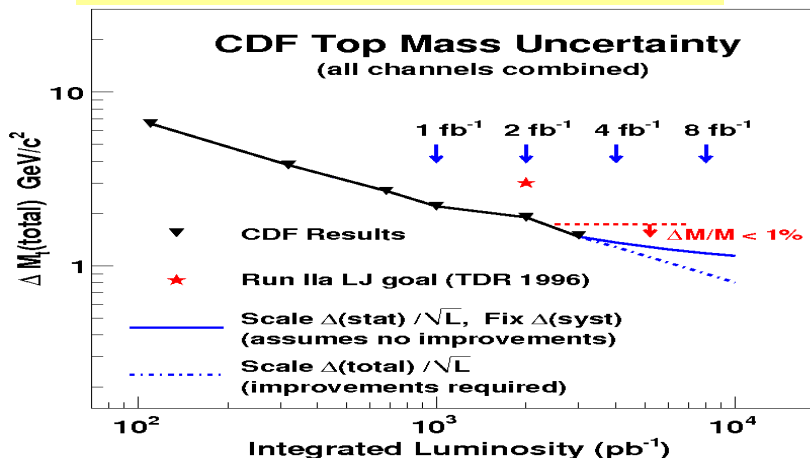 CDF Top Mass Uncertainty
(all channels combined)
Δ Mₜ(total) GeV/c²
10
1
1 fb⁻¹ 2 fb⁻¹ 4 fb⁻¹ 8 fb⁻¹
ΔM/M < 1%
CDF Results
Run IIa LJ goal (TDR 1996)
Scale Δ(stat) /√L, Fix Δ(syst)
(assumes no improvements)
Scale Δ(total) /√L
(improvements required)
10² 10³ 10⁴
Integrated Luminosity (pb⁻¹)